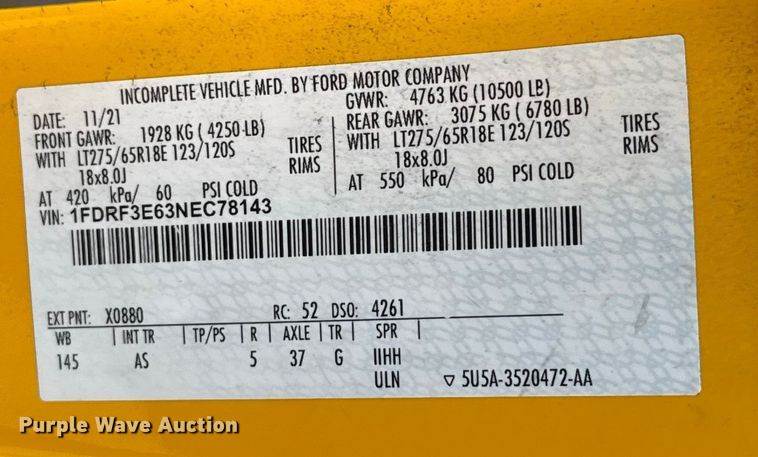 INCOMPLETE VEHICLE MFD. BY FORD MOTOR COMPANY
DATE: 11/21 GVWR: 4763 KG (10500 LB)
FRONT GAWR: 1928 KG ( 4250 LB) REAR GAWR: 3075 KG ( 6780 LB)
WITH LT275/65R18E 123/120S TIRES WITH LT275/65R18E 123/120S TIRES
18x8.0J RIMS 18x8.0J RIMS
AT 420 kPa/ 60 PSI COLD AT 550 kPa/ 80 PSI COLD
VIN: 1FDRF3E63NEC78143
EXT PNT: X0880 RC: 52 DSO: 4261
WB | INT TR | TP/PS | R | AXLE | TR | SPR |
145 AS 5 37 G IIHH
ULN ▽ 5U5A-3520472-AA
Purple Wave Auction